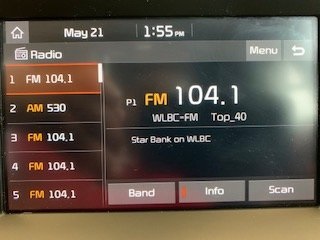 May 21 1:55 PM
Radio Menu
1 FM 104.1
2 AM 530
3 FM 104.1
4 FM 104.1
5 FM 104.1
P1 FM 104.1
WLBC-FM Top_40
Star Bank on WLBC
Band Info Scan